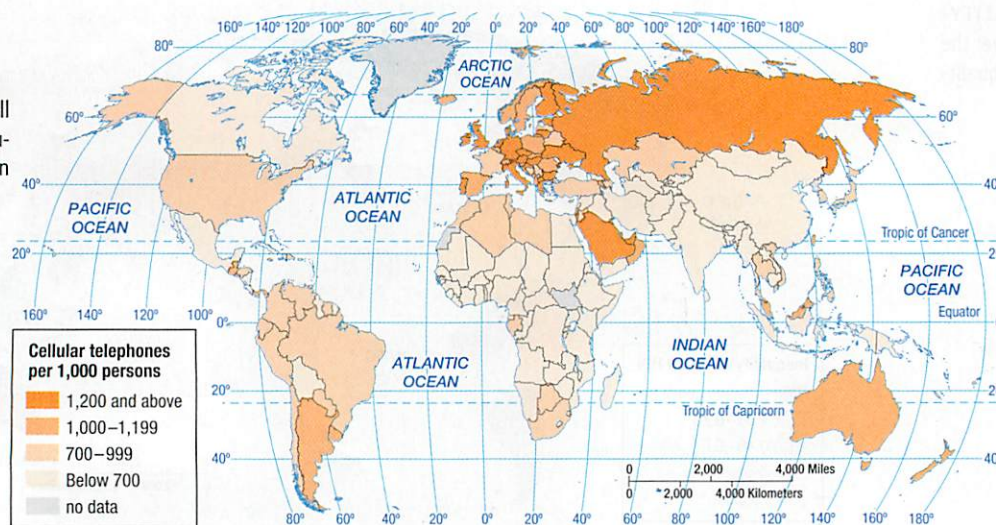 160° 140° 120 100 80° 60° 40° 20° 0° 20° 40° 60° 80° 100 120 140° 160° 180°
80° 80°
ARCTIC
OCEAN
60° 60°
ll
u-
n
40° 40°
PACIFIC
OCEAN
ATLANTIC
OCEAN
Tropic of Cancer
20° 20°
PACIFIC
OCEAN
Equator
160° 140° 120 100° 0° 0°
Cellular telephones
per 1,000 persons
1,200 and above
1,000–1,199
700–999
Below 700
no data
ATLANTIC
OCEAN
INDIAN
OCEAN
20° 20°
Tropic of Capricorn
40° 40°
0 2,000 4,000 Miles
0 2,000 4,000 Kilometers
80° 60° 40° 20° 0° 20° 40° 60° 80° 100° 120° 140° 160° 180°